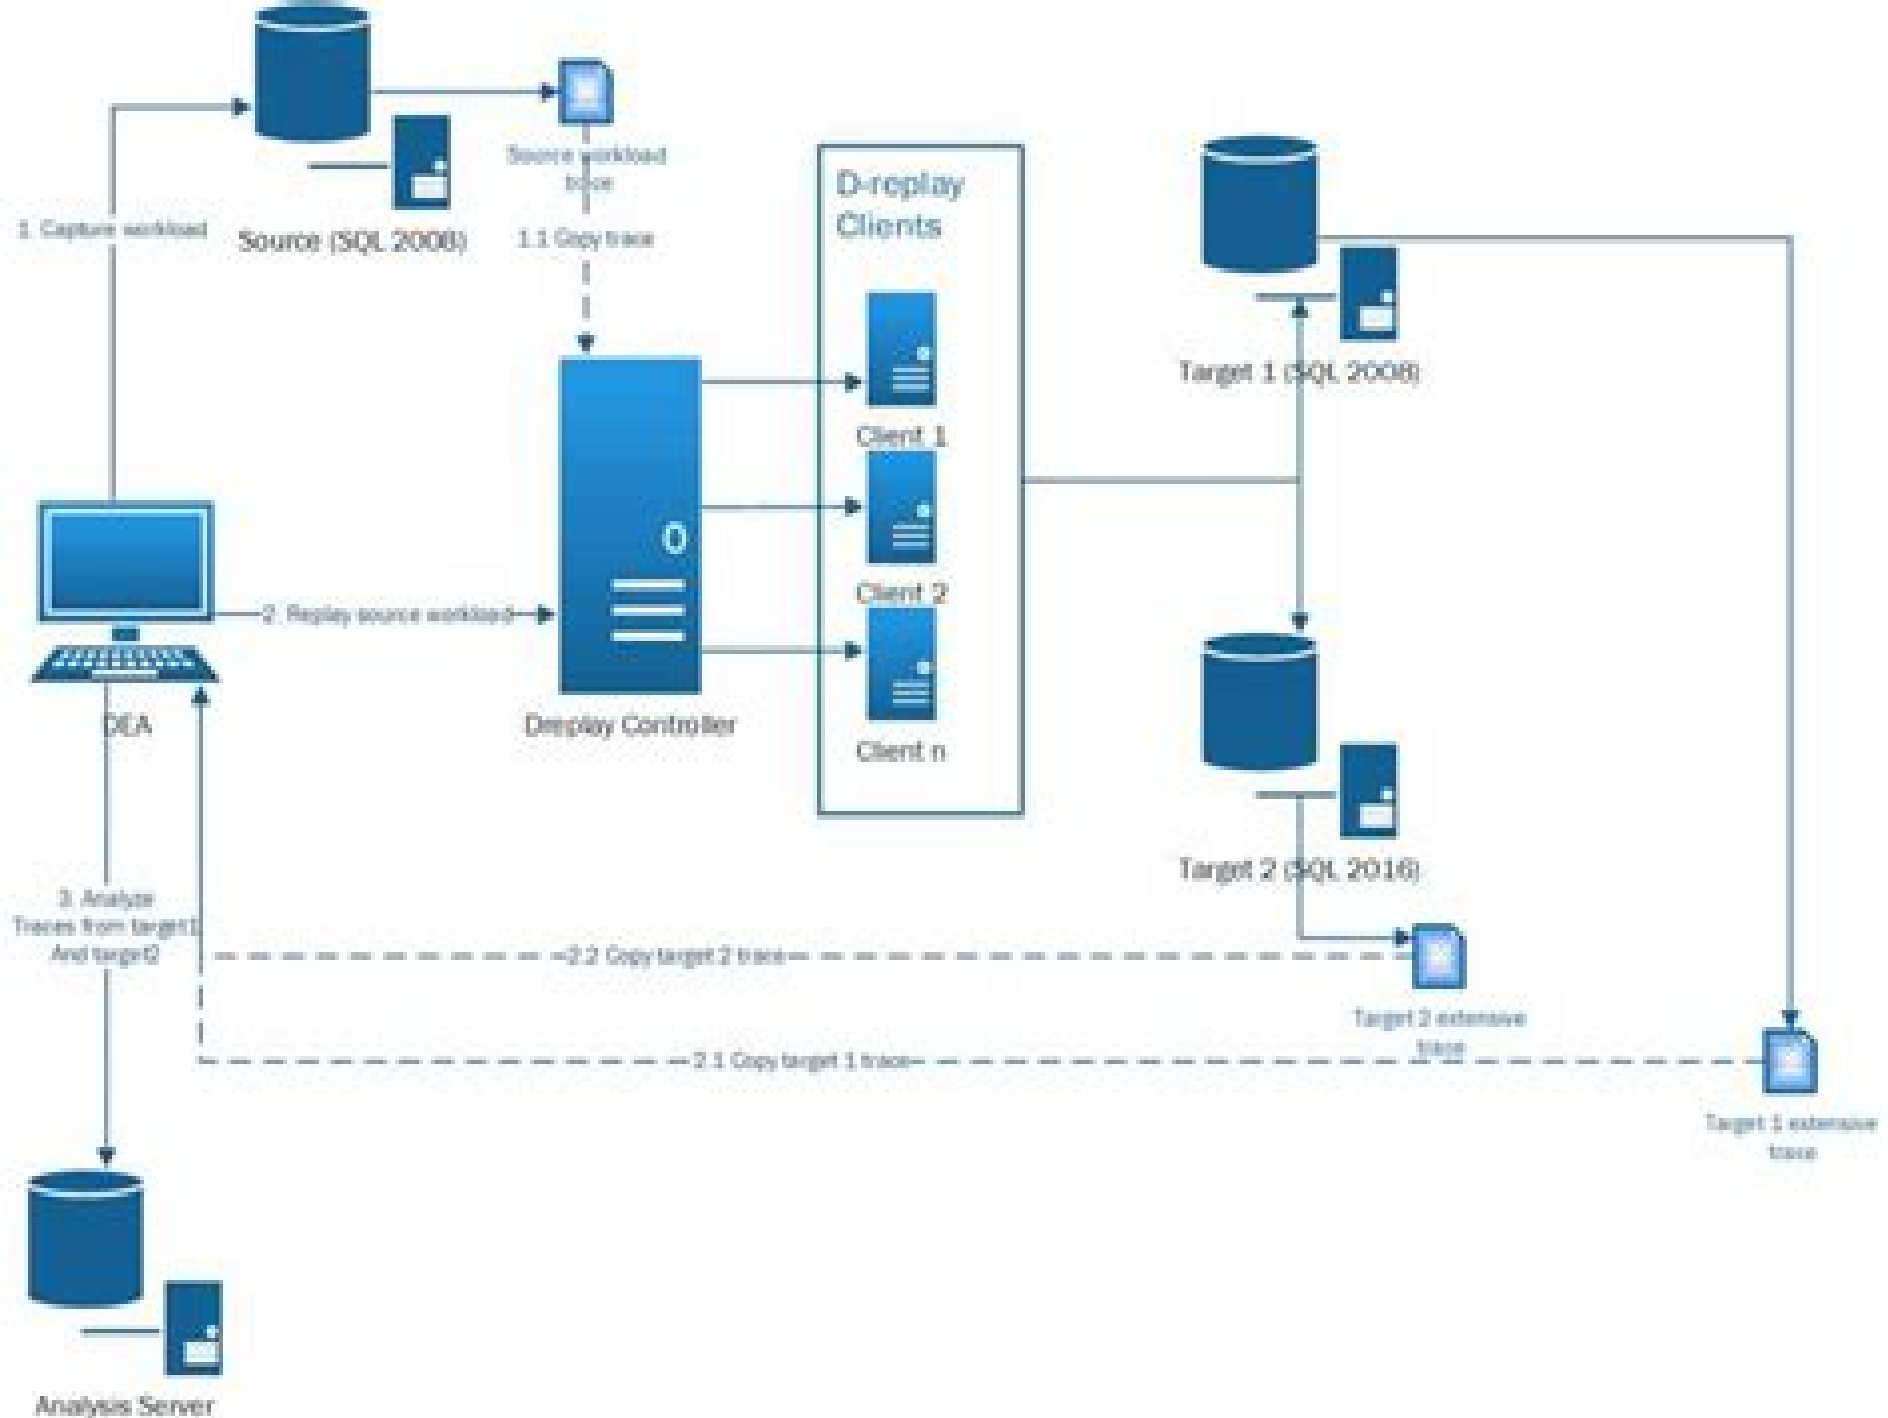 1. Capture workload
Source (SQL 2008)
Source workload
trace
1.1 Copy trace
D-replay
Clients
Client 1
Client 2
Client n
Target 1 (SQL 2008)
2. Replay source workload
DEA
Dreplay Controller
Target 2 (SQL 2016)
3. Analyze
Traces from target1
And target2
2.2 Copy target 2 trace
Target 2 extensive
trace
2.1 Copy target 1 trace
Target 1 extensive
trace
Analysis Server